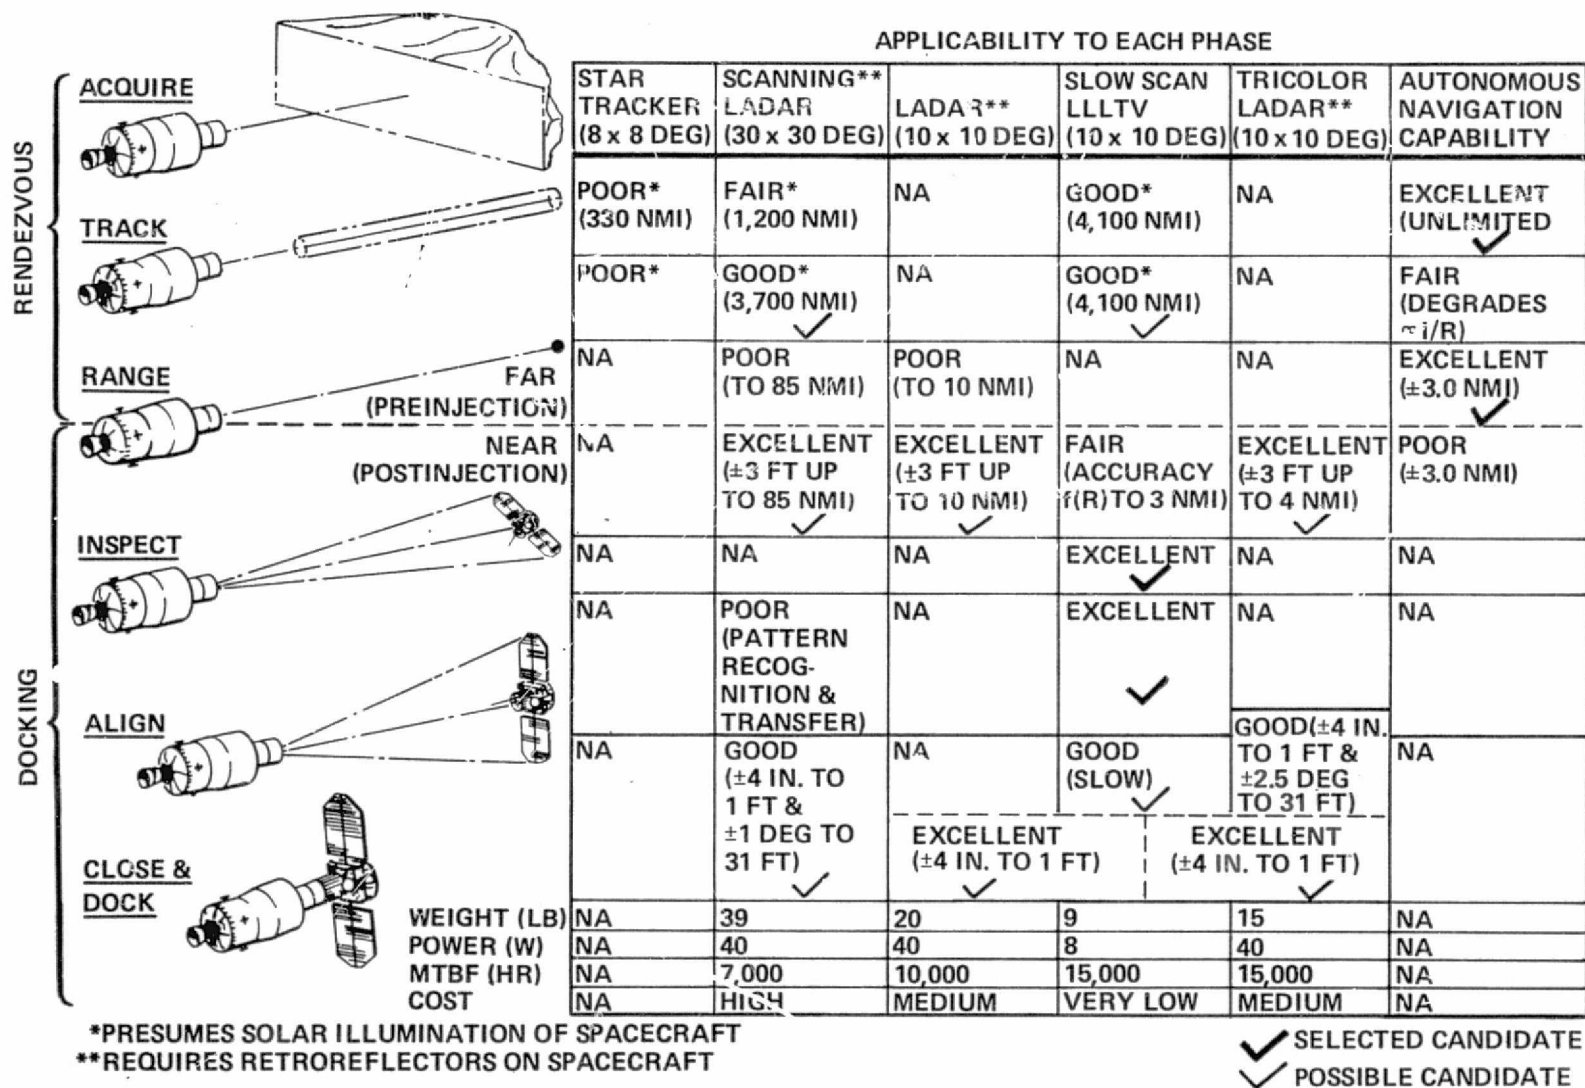 APPLICABILITY TO EACH PHASE
RENDEZVOUS
DOCKING
ACQUIRE
TRACK
RANGE
FAR
(PREINJECTION)
NEAR
(POSTINJECTION)
INSPECT
ALIGN
CLOSE &
DOCK
STAR
TRACKER
(8 x 8 DEG)
SCANNING**
LADAR
(30 x 30 DEG)
LADAR**
(10 x 10 DEG)
SLOW SCAN
LLLTV
(10 x 10 DEG)
TRICOLOR
LADAR**
(10 x 10 DEG)
AUTONOMOUS
NAVIGATION
CAPABILITY
POOR*
(330 NMI)
FAIR*
(1,200 NMI)
NA
GOOD*
(4,100 NMI)
NA
EXCELLENT
(UNLIMITED
POOR*
GOOD*
(3,700 NMI)
NA
GOOD*
(4,100 NMI)
NA
FAIR
(DEGRADES
NA
POOR
(TO 85 NMI)
POOR
(TO 10 NMI)
NA
NA
EXCELLENT
(±3.0 NMI)
NA
EXCELLENT
(±3 FT UP
TO 85 NMI)
EXCELLENT
(±3 FT UP
TO 10 NMI)
FAIR
(ACCURACY
f(R) TO 3 NMI)
EXCELLENT
(±3 FT UP
TO 4 NMI)
POOR
(±3.0 NMI)
NA
NA
NA
EXCELLENT
NA
NA
NA
POOR
(PATTERN
RECOG-
NITION &
TRANSFER)
NA
EXCELLENT
NA
NA
NA
GOOD
(±4 IN. TO
1 FT &
±1 DEG TO
31 FT)
NA
GOOD
(SLOW)
GOOD(±4 IN.
TO 1 FT &
±2.5 DEG
TO 31 FT)
NA
EXCELLENT
(±4 IN. TO 1 FT)
EXCELLENT
(±4 IN. TO 1 FT)
WEIGHT (LB) NA 39 20 9 15 NA
POWER (W) NA 40 40 8 40 NA
MTBF (HR) NA 7,000 10,000 15,000 15,000 NA
COST NA HIGH MEDIUM VERY LOW MEDIUM NA
*PRESUMES SOLAR ILLUMINATION OF SPACECRAFT
**REQUIRES RETROREFLECTORS ON SPACECRAFT
SELECTED CANDIDATE
POSSIBLE CANDIDATE